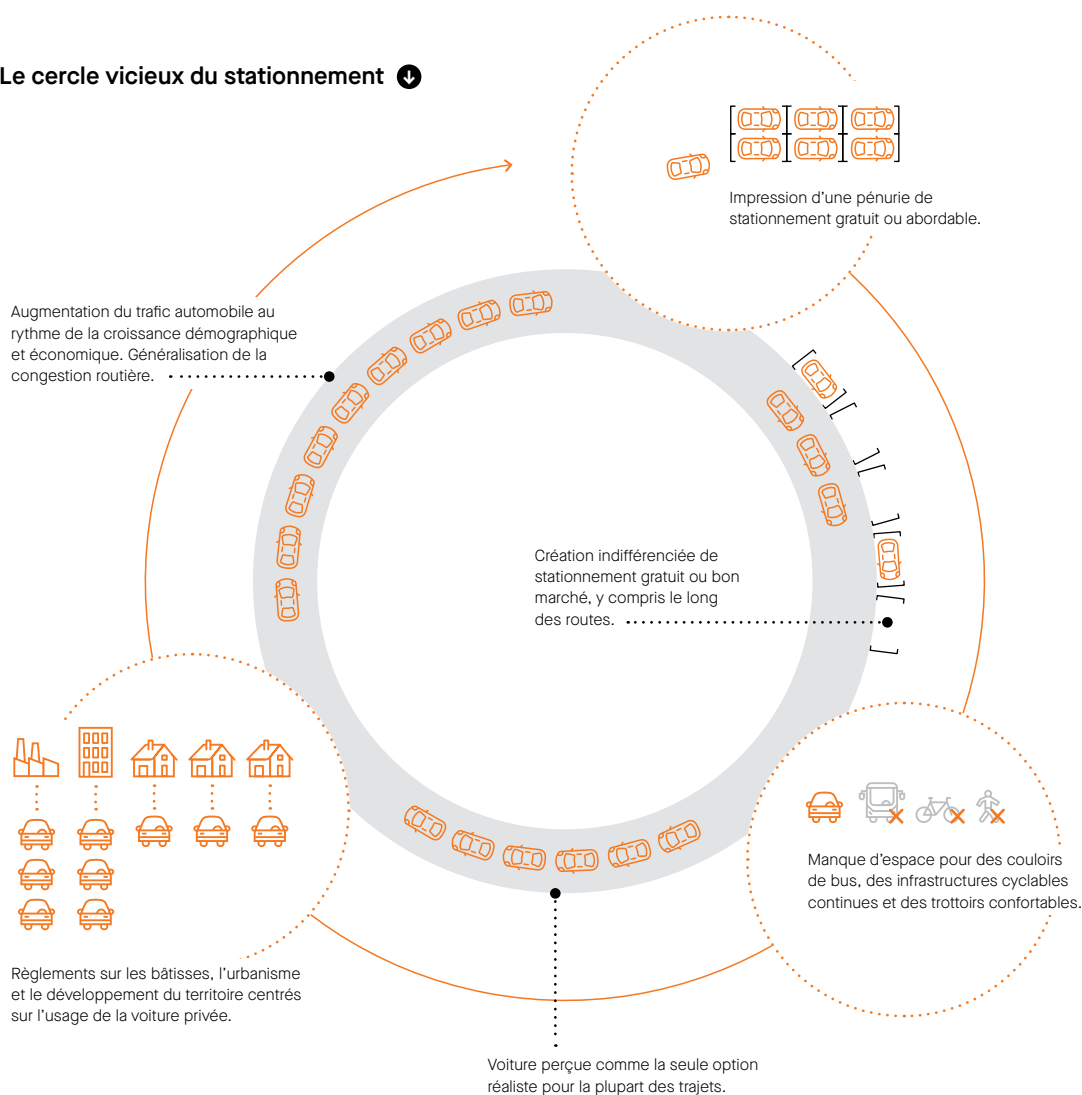 Le cercle vicieux du stationnement
Impression d'une pénurie de
stationnement gratuit ou abordable.
Augmentation du trafic automobile au
rythme de la croissance démographique
et économique. Généralisation de la
congestion routière.
Création indifférenciée de
stationnement gratuit ou bon
marché, y compris le long
des routes.
Manque d'espace pour des couloirs
de bus, des infrastructures cyclables
continues et des trottoirs confortables.
Règlements sur les bâtisses, l'urbanisme
et le développement du territoire centrés
sur l'usage de la voiture privée.
Voiture perçue comme la seule option
réaliste pour la plupart des trajets.